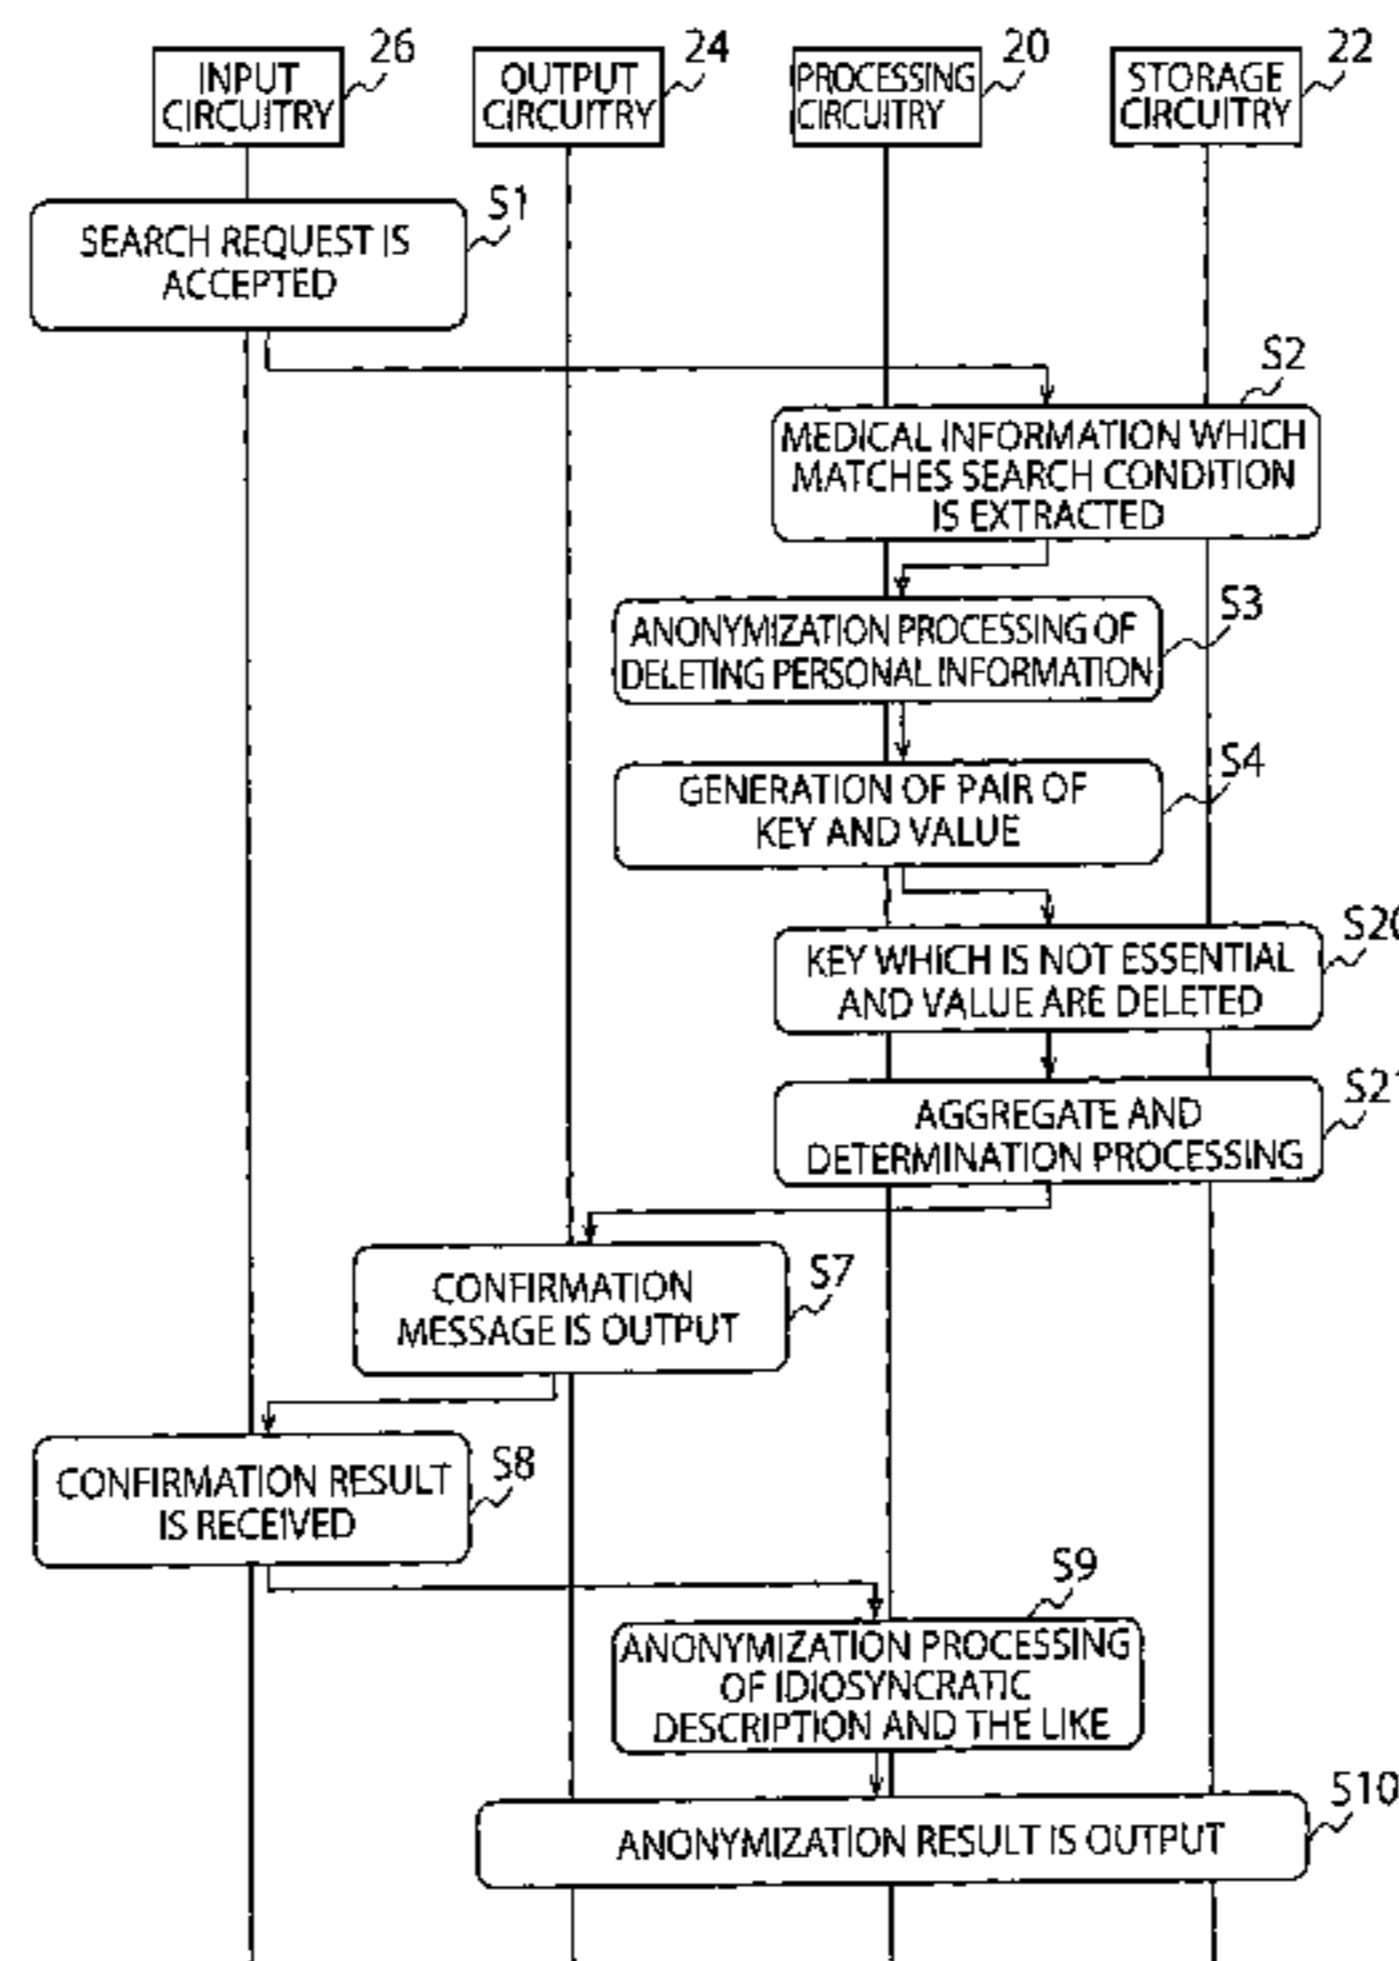 26
24
20
22
INPUT
CIRCUITRY
OUTPUT
CIRCUITRY
PROCESSING
CIRCUITRY
STORAGE
CIRCUITRY
S1
SEARCH REQUEST IS
ACCEPTED
S2
MEDICAL INFORMATION WHICH
MATCHES SEARCH CONDITION
IS EXTRACTED
S3
ANONYMIZATION PROCESSING OF
DELETING PERSONAL INFORMATION
S4
GENERATION OF PAIR OF
KEY AND VALUE
S20
KEY WHICH IS NOT ESSENTIAL
AND VALUE ARE DELETED
S21
AGGREGATE AND
DETERMINATION PROCESSING
S7
CONFIRMATION
MESSAGE IS OUTPUT
S8
CONFIRMATION RESULT
IS RECEIVED
S9
ANONYMIZATION PROCESSING
OF IDIOSYNCRATIC
DESCRIPTION AND THE LIKE
S10
ANONYMIZATION RESULT IS OUTPUT